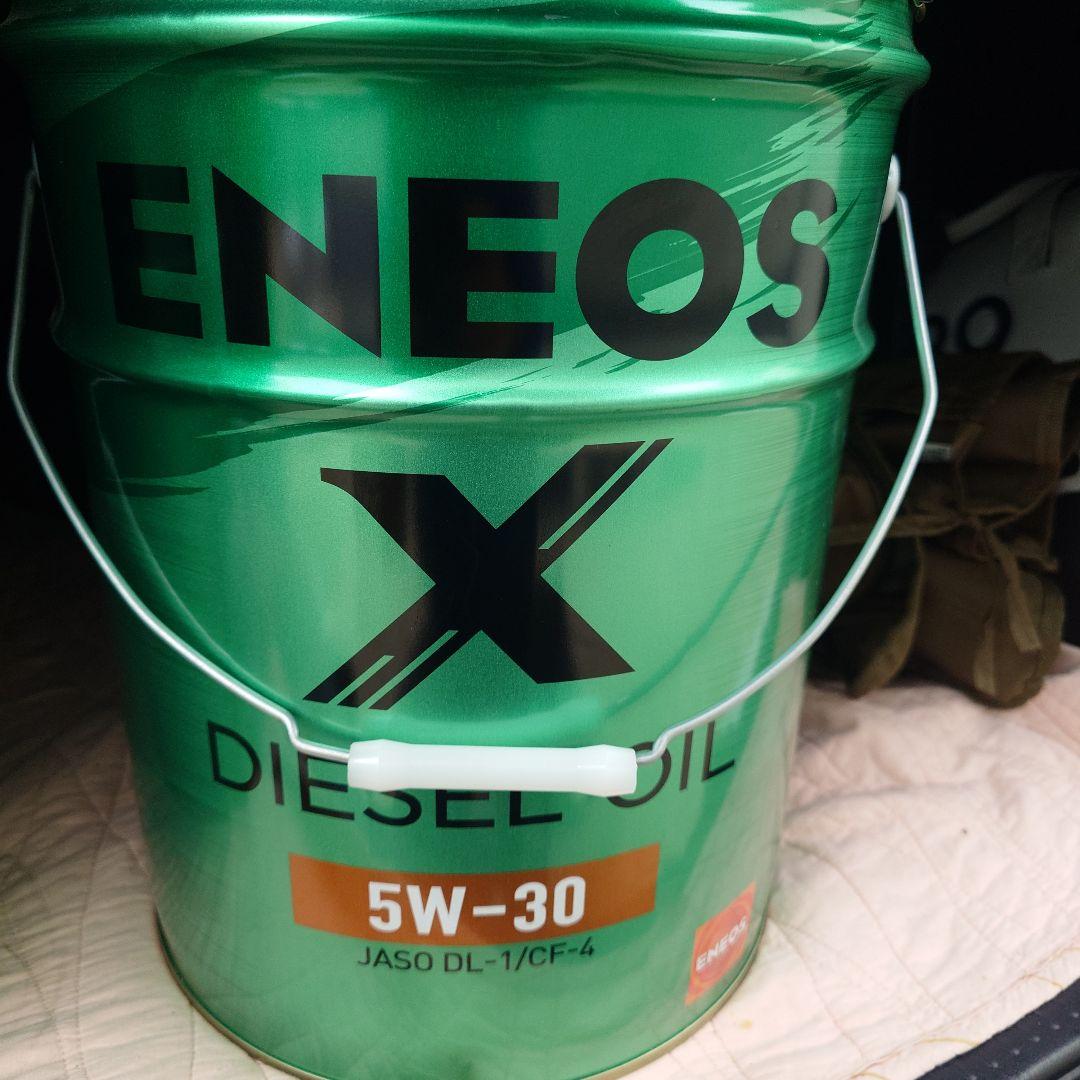 ENEOS
X
DIESEL OIL
5W-30
JASO DL-1/CF-4
ENEOS